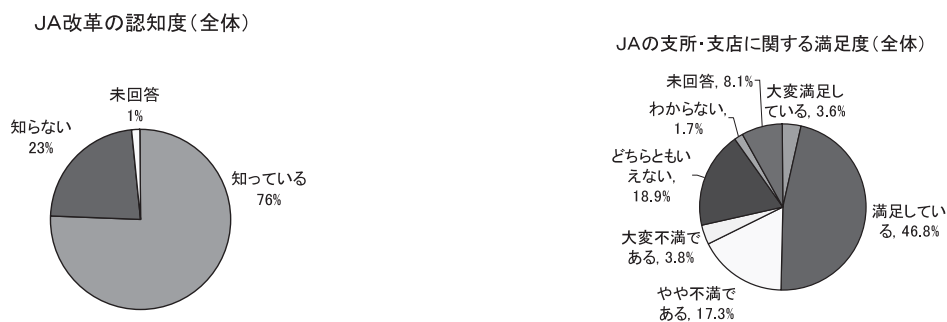 JA改革の認知度(全体)
未回答
1%
知らない
23%
知っている
76%
JAの支所・支店に関する満足度(全体)
未回答, 8.1%
大変満足し
ている, 3.6%
わからない,
1.7%
どちらともい
えない,
18.9%
満足してい
る, 46.8%
大変不満で
ある, 3.8%
やや不満で
ある, 17.3%